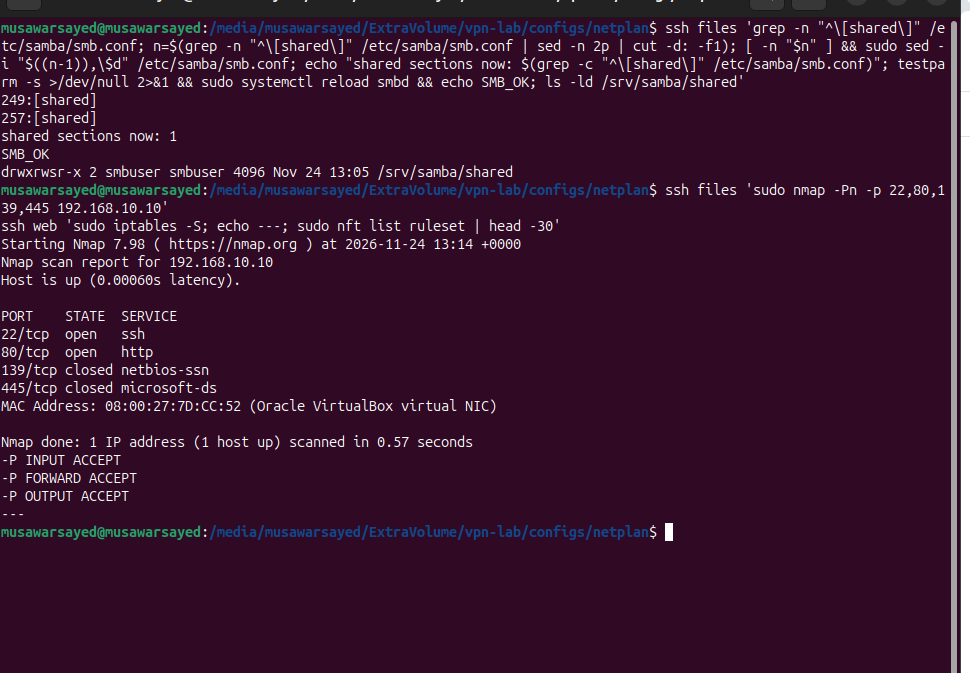 musawarsayed@musawarsayed:/media/musawarsayed/ExtraVolume/vpn-lab/configs/netplan$ ssh files 'grep -n "^\[shared\]" /e
tc/samba/smb.conf; n=$(grep -n "^\[shared\]" /etc/samba/smb.conf | sed -n 2p | cut -d: -f1); [ -n "$n" ] && sudo sed -
i "$((n-1)),\$d" /etc/samba/smb.conf; echo "shared sections now: $(grep -c "^\[shared\]" /etc/samba/smb.conf)"; testpa
rm -s >/dev/null 2>&1 && sudo systemctl reload smbd && echo SMB_OK; ls -ld /srv/samba/shared'
249:[shared]
257:[shared]
shared sections now: 1
SMB_OK
drwxrwsr-x 2 smbuser smbuser 4096 Nov 24 13:05 /srv/samba/shared
musawarsayed@musawarsayed:/media/musawarsayed/ExtraVolume/vpn-lab/configs/netplan$ ssh files 'sudo nmap -Pn -p 22,80,1
39,445 192.168.10.10'
ssh web 'sudo iptables -S; echo ---; sudo nft list ruleset | head -30'
Starting Nmap 7.98 ( https://nmap.org ) at 2026-11-24 13:14 +0000
Nmap scan report for 192.168.10.10
Host is up (0.00060s latency).
PORT    STATE  SERVICE
22/tcp  open   ssh
80/tcp  open   http
139/tcp closed netbios-ssn
445/tcp closed microsoft-ds
MAC Address: 08:00:27:7D:CC:52 (Oracle VirtualBox virtual NIC)
Nmap done: 1 IP address (1 host up) scanned in 0.57 seconds
-P INPUT ACCEPT
-P FORWARD ACCEPT
-P OUTPUT ACCEPT
---
musawarsayed@musawarsayed:/media/musawarsayed/ExtraVolume/vpn-lab/configs/netplan$